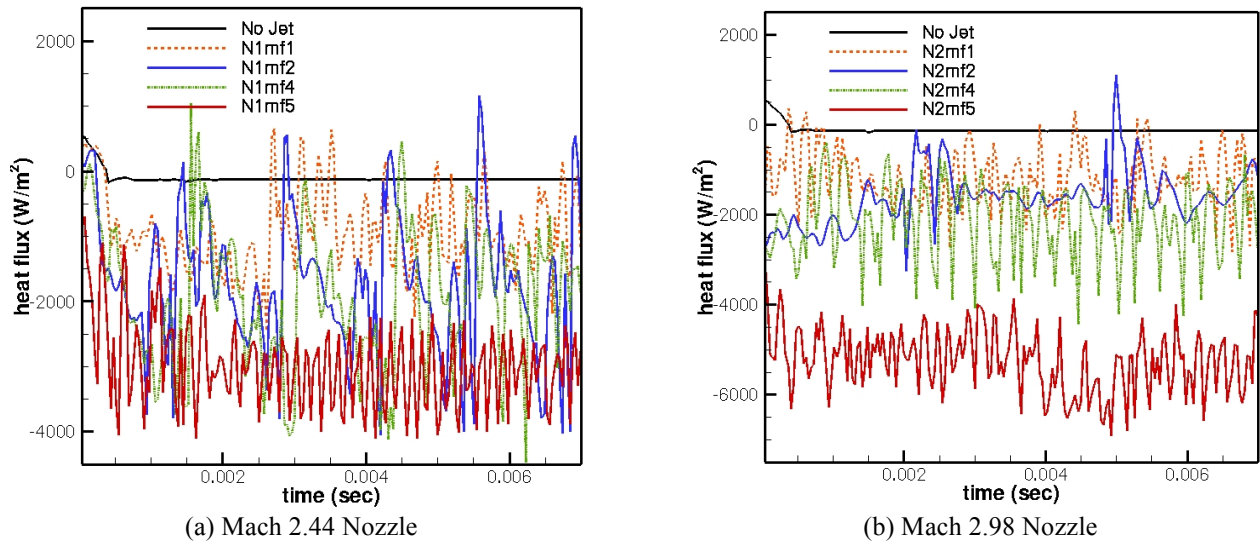 No Jet
N1mf1
N1mf2
N1mf4
N1mf5
2000
0
-2000
-4000
heat flux (W/m²)
0.002
0.004
0.006
time (sec)
(a) Mach 2.44 Nozzle
No Jet
N2mf1
N2mf2
N2mf4
N2mf5
2000
0
-2000
-4000
-6000
heat flux (W/m²)
0.002
0.004
0.006
time (sec)
(b) Mach 2.98 Nozzle